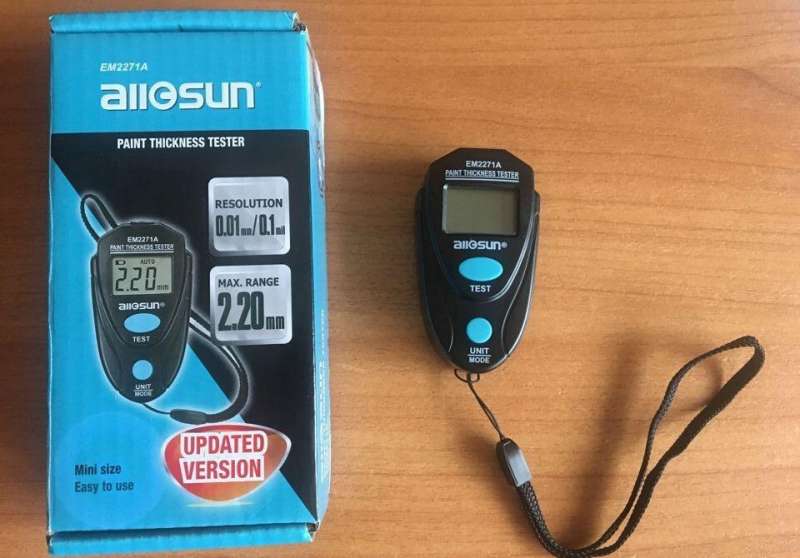 EM2271A
allosun®
PAINT THICKNESS TESTER
RESOLUTION
0.01mm/0.1mil
MAX. RANGE
2.20mm
EM2271A
PAINT THICKNESS TESTER
AUTO
2.20mm
allosun®
TEST
UNIT
MODE
UPDATED
VERSION
Mini size
Easy to use
EM2271A
PAINT THICKNESS TESTER
allosun®
TEST
UNIT
MODE